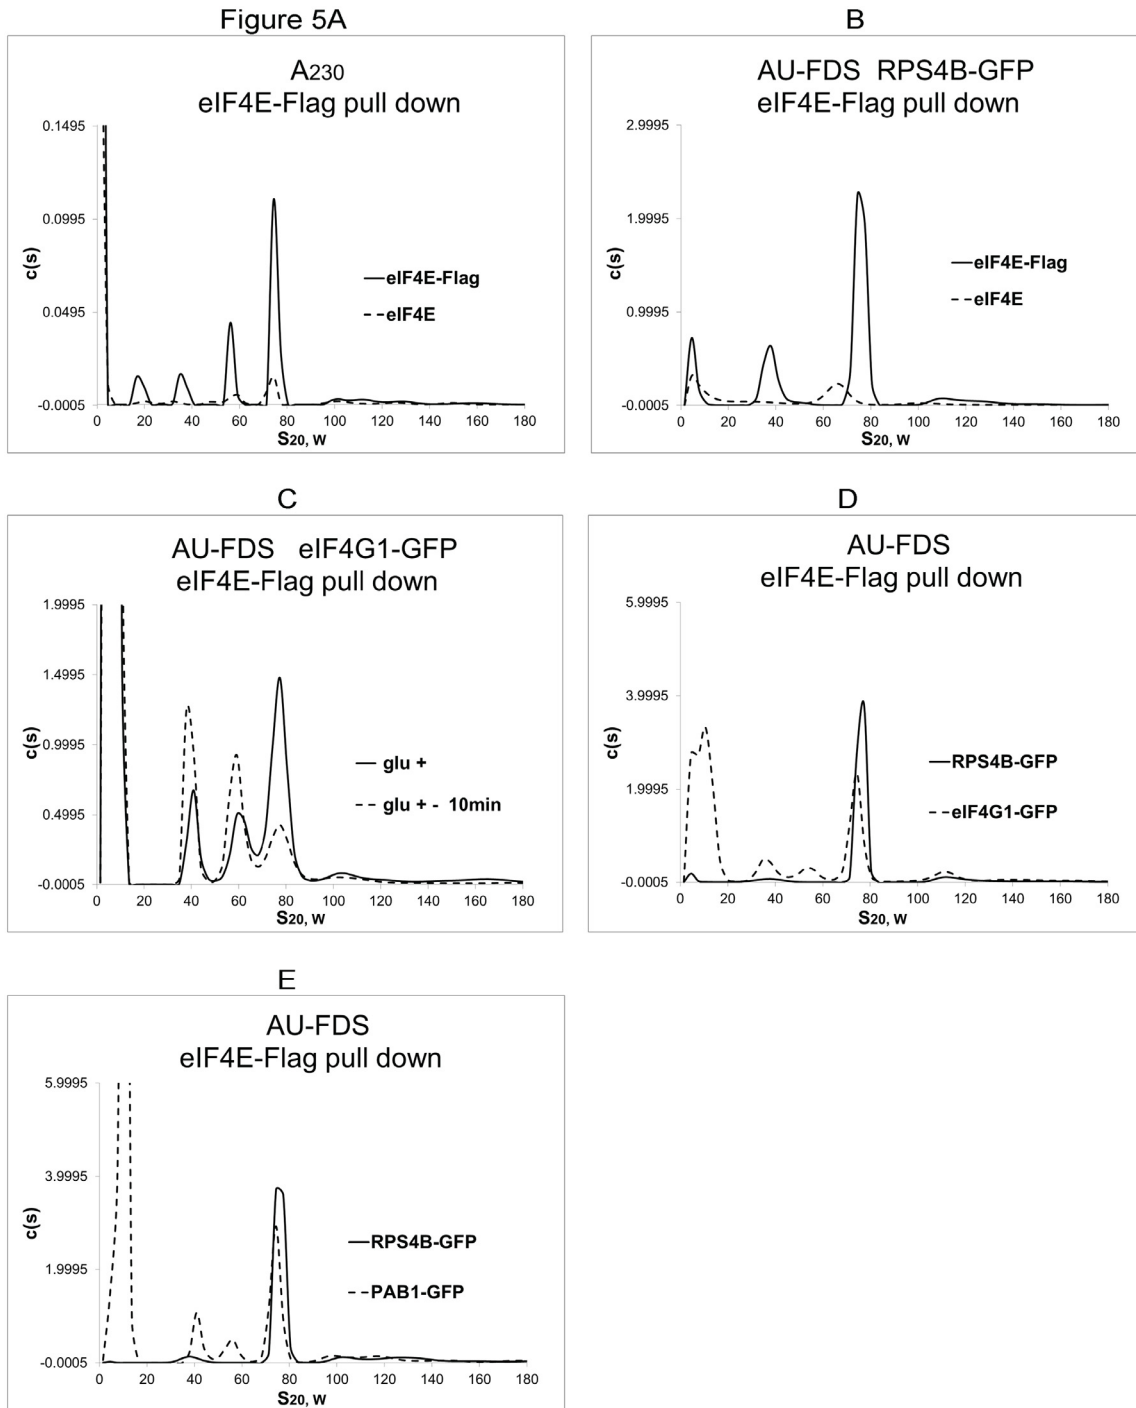 Figure 5A
A230
eIF4E-Flag pull down
0.1495
0.0995
0.0495
-0.0005
c(s)
eIF4E-Flag
eIF4E
0 20 40 60 80 100 120 140 160 180
S20, W
B
AU-FDS RPS4B-GFP
eIF4E-Flag pull down
2.9995
1.9995
0.9995
-0.0005
c(s)
eIF4E-Flag
eIF4E
0 20 40 60 80 100 120 140 160 180
S20, W
C
AU-FDS eIF4G1-GFP
eIF4E-Flag pull down
1.9995
1.4995
0.9995
0.4995
-0.0005
c(s)
glu +
glu + - 10min
0 20 40 60 80 100 120 140 160 180
S20, W
D
AU-FDS
eIF4E-Flag pull down
5.9995
3.9995
1.9995
-0.0005
c(s)
RPS4B-GFP
eIF4G1-GFP
0 20 40 60 80 100 120 140 160 180
S20, W
E
AU-FDS
eIF4E-Flag pull down
5.9995
3.9995
1.9995
-0.0005
c(s)
RPS4B-GFP
PAB1-GFP
0 20 40 60 80 100 120 140 160 180
S20, W